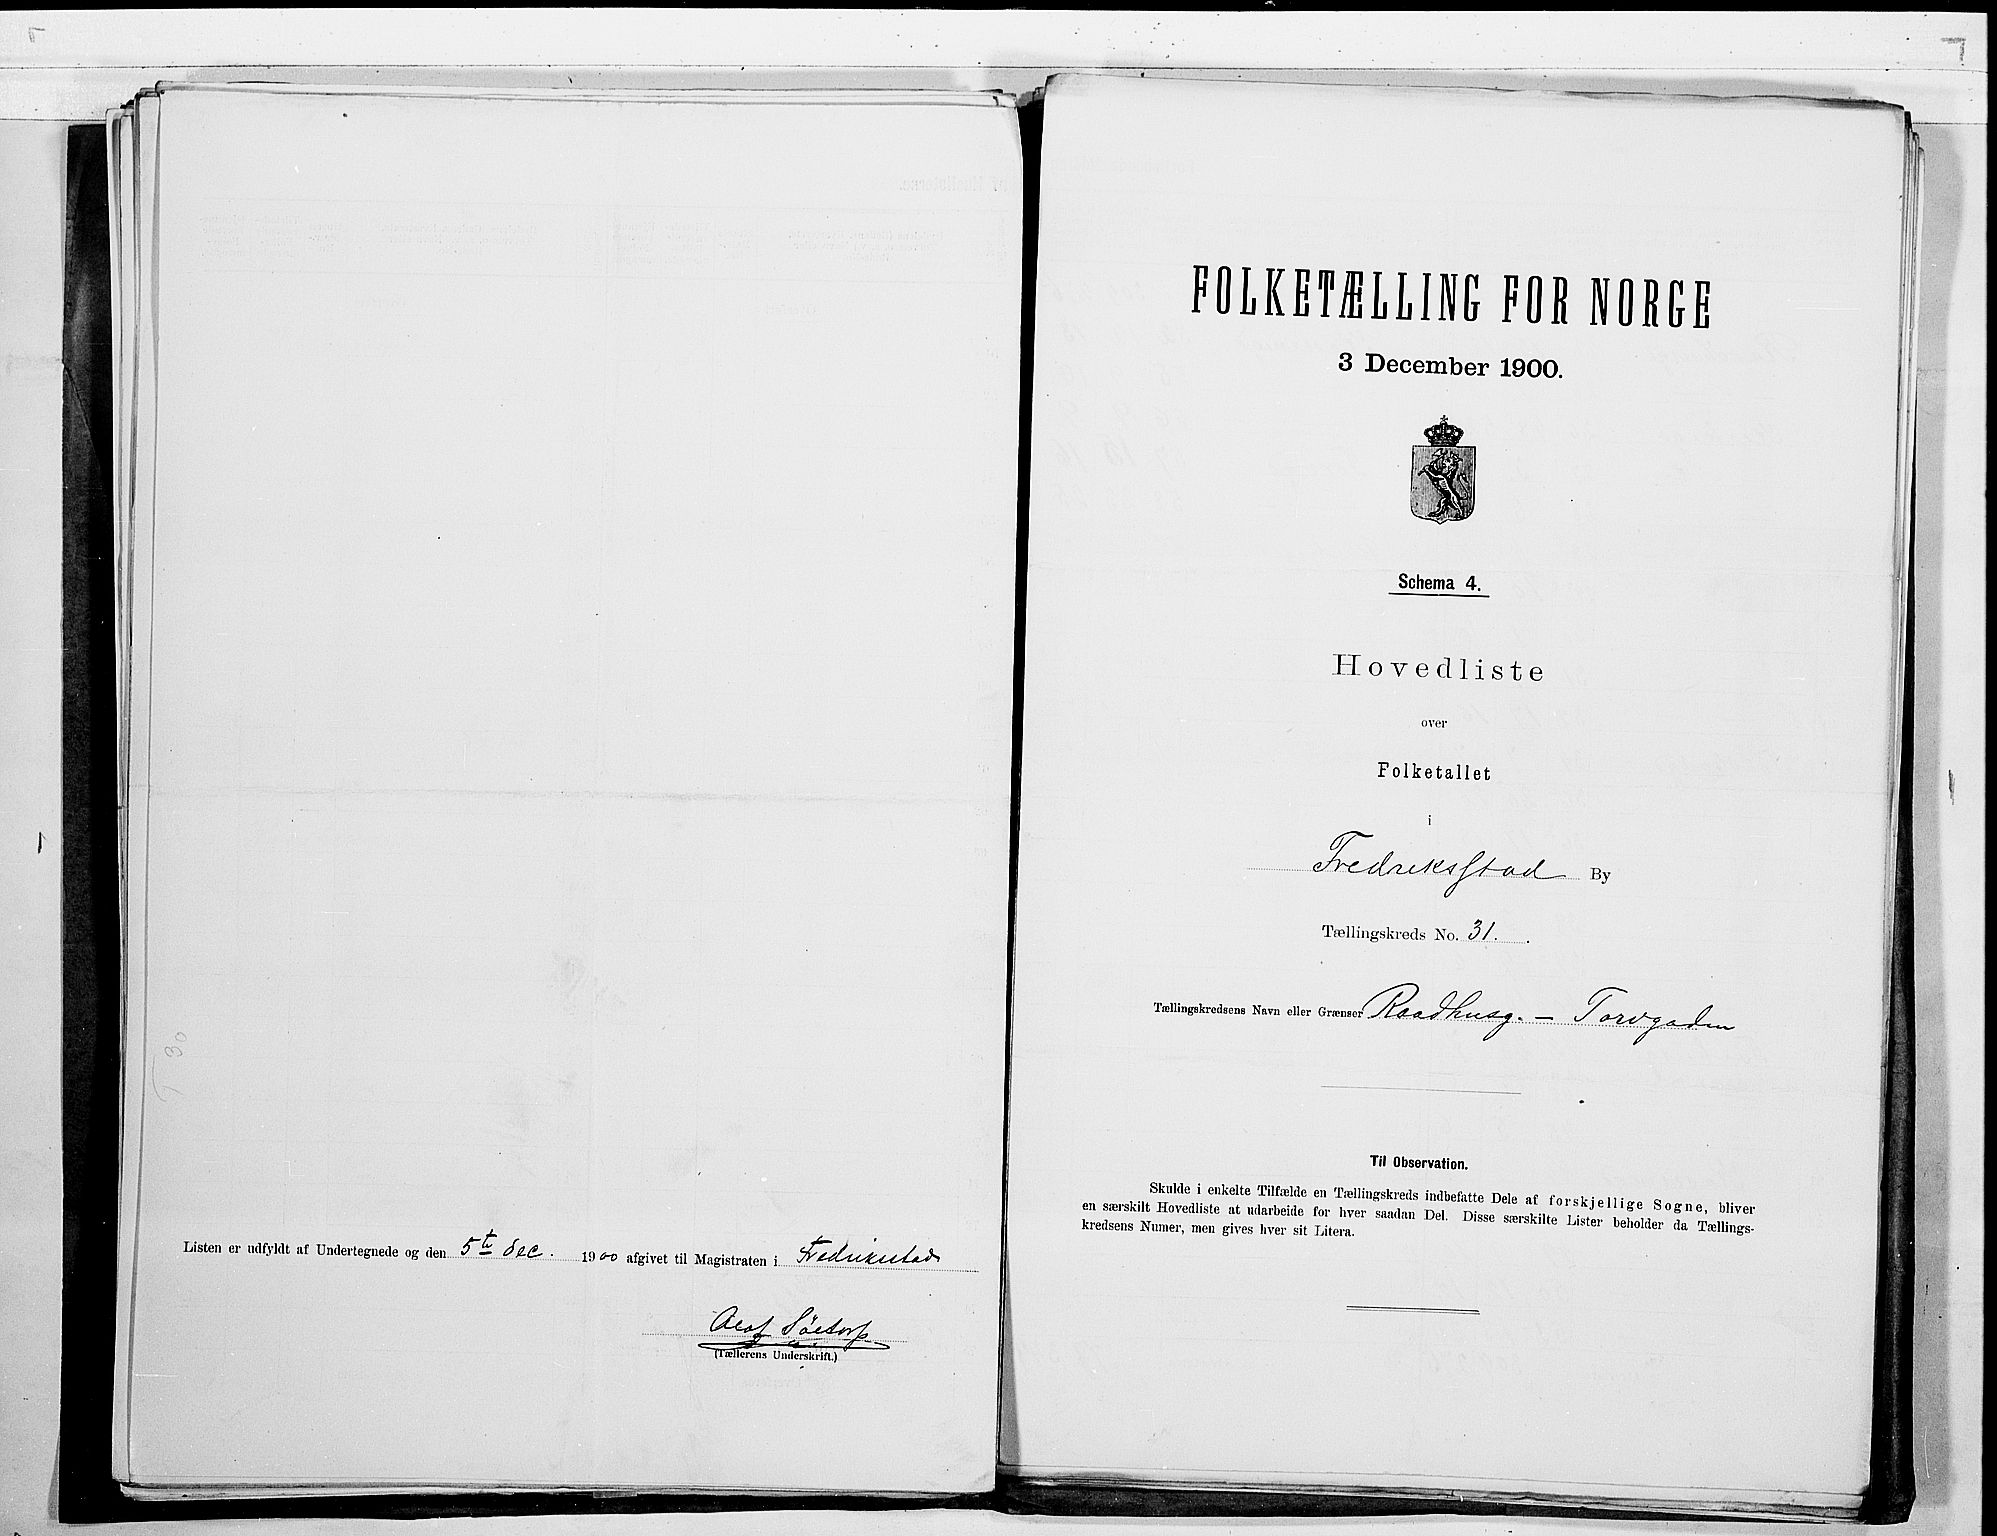 T 30
Listen er udfyldt af Undertegnede og den 5te dec. 1900 afgivet til Magistraten i Fredrikstad
Olaf Söetorp
(Tællerens Underskrift.)
FOLKETÆLLING FOR NORGE
3 December 1900.
Schema 4.
Hovedliste
over
Folketallet
i
Fredriksstad By
Tællingskreds No. 31.
Tællingskredsens Navn eller Grænser Raadhusg. — Torvgaden
Til Observation.
Skulde i enkelte Tilfælde en Tællingskreds indbefatte Dele af forskjellige Sogne, bliver
en særskilt Hovedliste at udarbeide for hver saadan Del. Disse særskilte Lister beholder da Tællings-
kredsens Numer, men gives hver sit Litera.